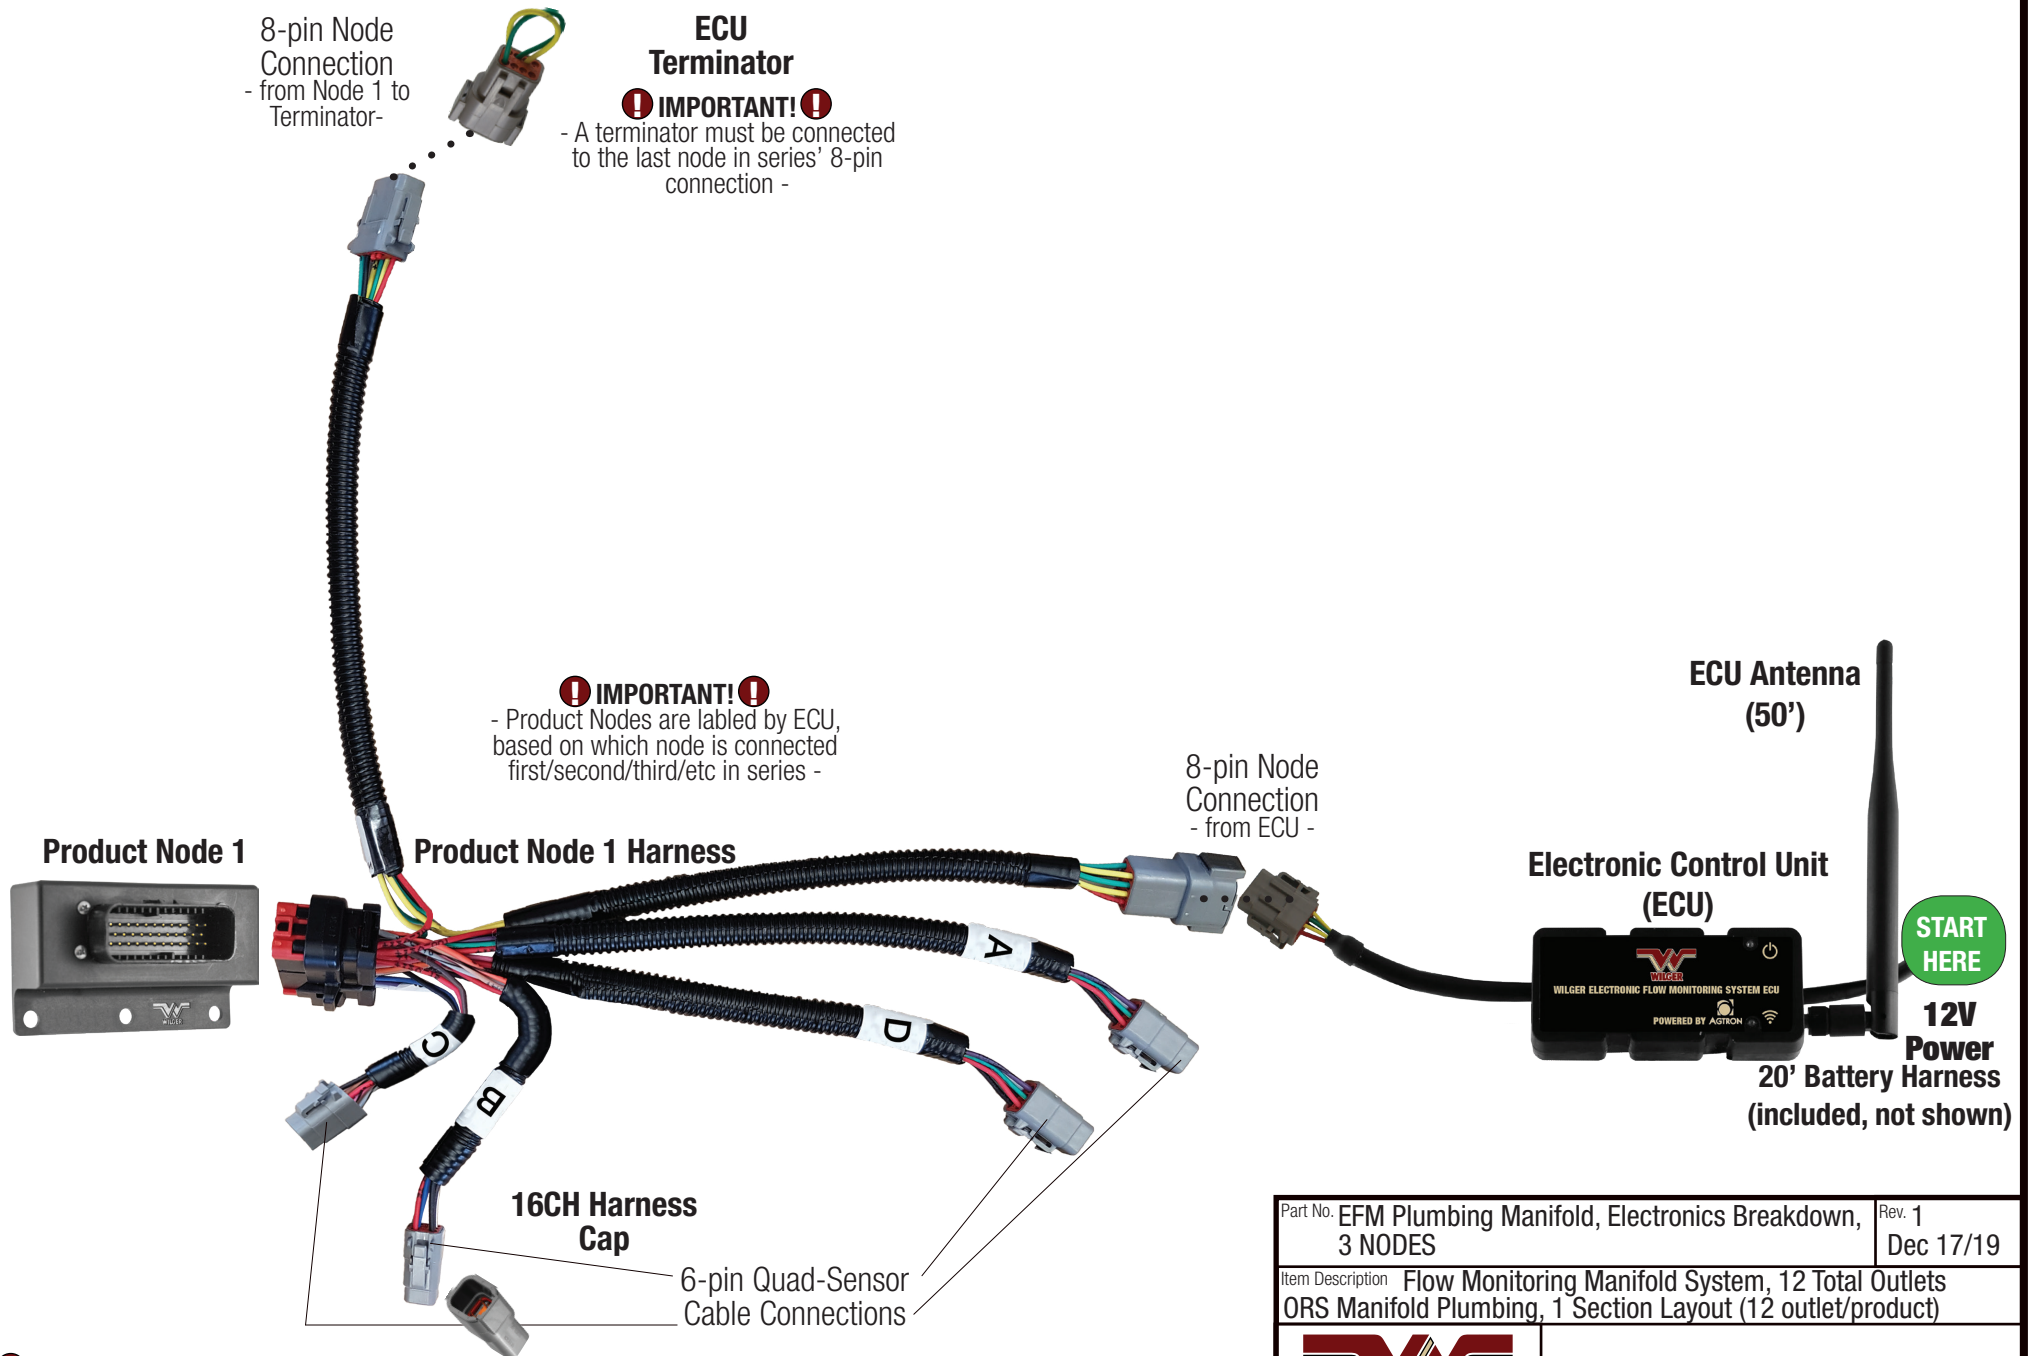 8-pin Node
Connection
- from Node 1 to
Terminator-
ECU
Terminator
IMPORTANT!
- A terminator must be connected
to the last node in series’ 8-pin
connection -
IMPORTANT!
- Product Nodes are labled by ECU,
based on which node is connected
first/second/third/etc in series -
8-pin Node
Connection
- from ECU -
ECU Antenna
(50’)
Product Node 1
Product Node 1 Harness
Electronic Control Unit
(ECU)
START
HERE
WILGER
WILGER ELECTRONIC FLOW MONITORING SYSTEM ECU
POWERED BY AGTRON
12V
Power
20’ Battery Harness
(included, not shown)
WILGER
A
D
C
B
16CH Harness
Cap
6-pin Quad-Sensor
Cable Connections
Part No. EFM Plumbing Manifold, Electronics Breakdown,
3 NODES
Rev. 1
Dec 17/19
Item Description Flow Monitoring Manifold System, 12 Total Outlets
ORS Manifold Plumbing, 1 Section Layout (12 outlet/product)